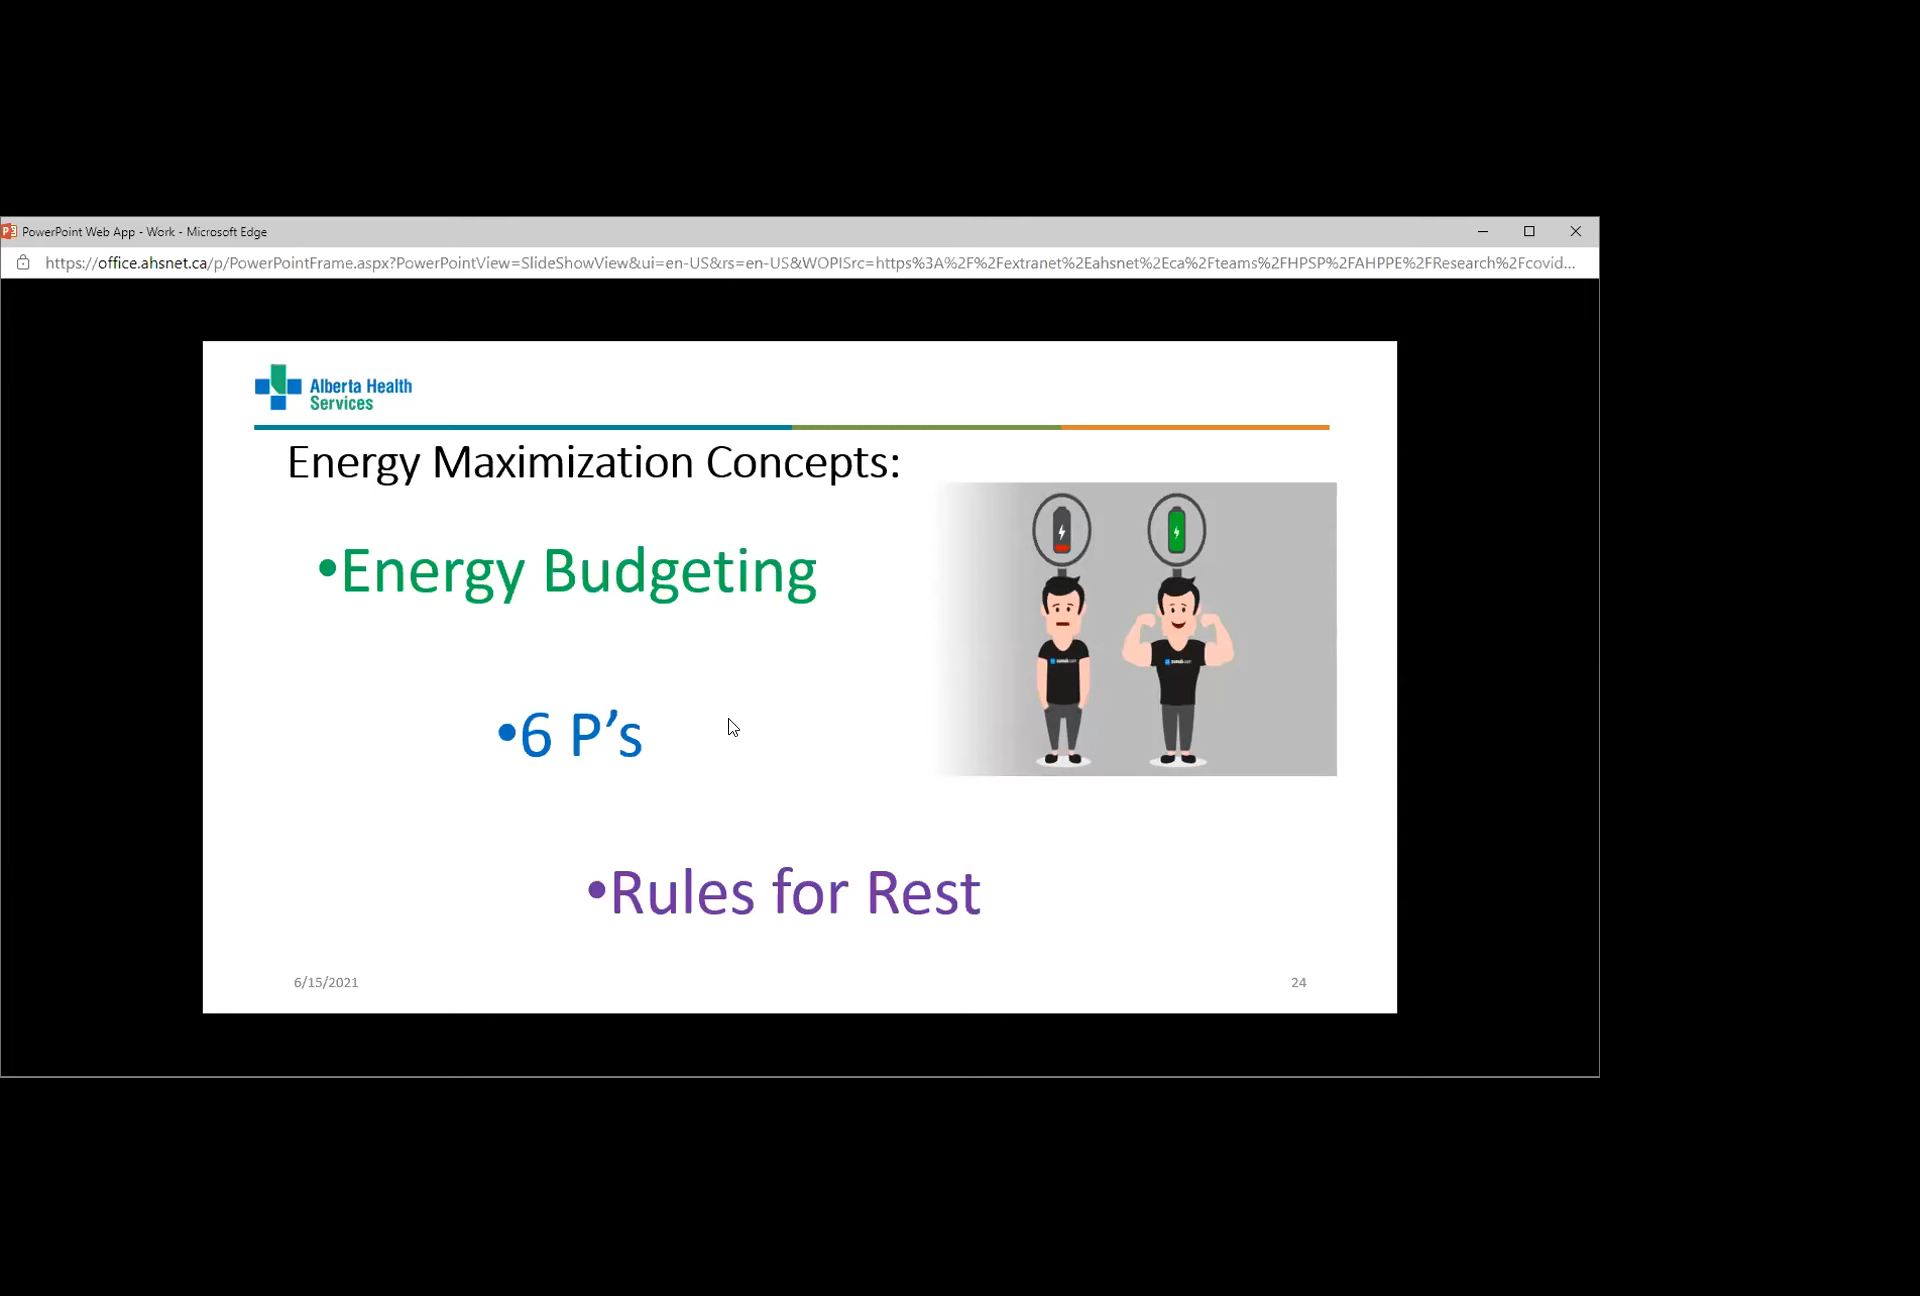 PowerPoint Web App - Work - Microsoft Edge
https://office.ahsnet.ca/p/PowerPointFrame.aspx?PowerPointView=SlideShowView&ui=en-US&rs=en-US&WOPISrc=https%3A%2F%2Fextranet%2Eahsnet%2Eca%2Fteams%2FHPSP%2FAHPPE%2FResearch%2Fcovid...
Alberta Health
Services
Energy Maximization Concepts:
•Energy Budgeting
•6 P’s
•Rules for Rest
6/15/2021
24